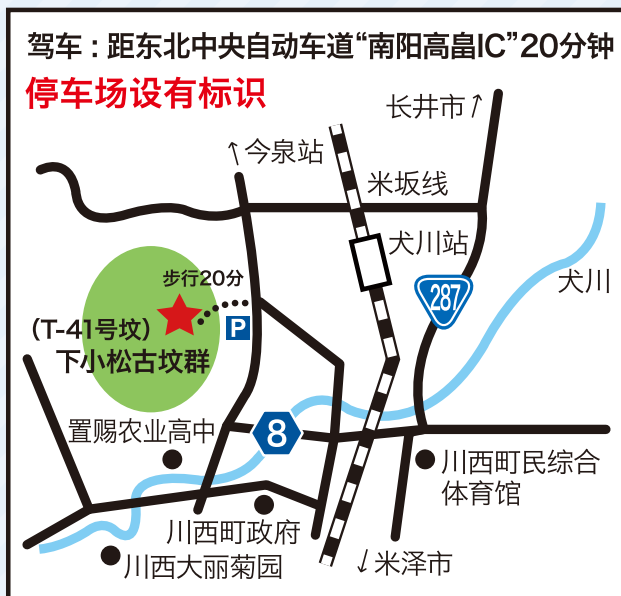 驾车：距东北中央自动车道“南阳高畠IC”20分钟
停车场设有标识
长井市↑
↑今泉站
米坂线
犬川站
犬川
287
步行20分
P
（T-41号坟）
下小松古坟群
8
置赐农业高中
川西町民综合
体育馆
川西町政府
↓米泽市
川西大丽菊园